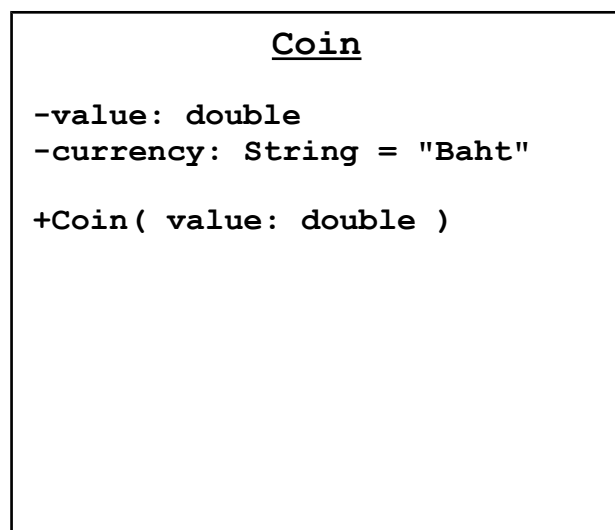 Coin
-value: double
-currency: String = "Baht"
+Coin( value: double )